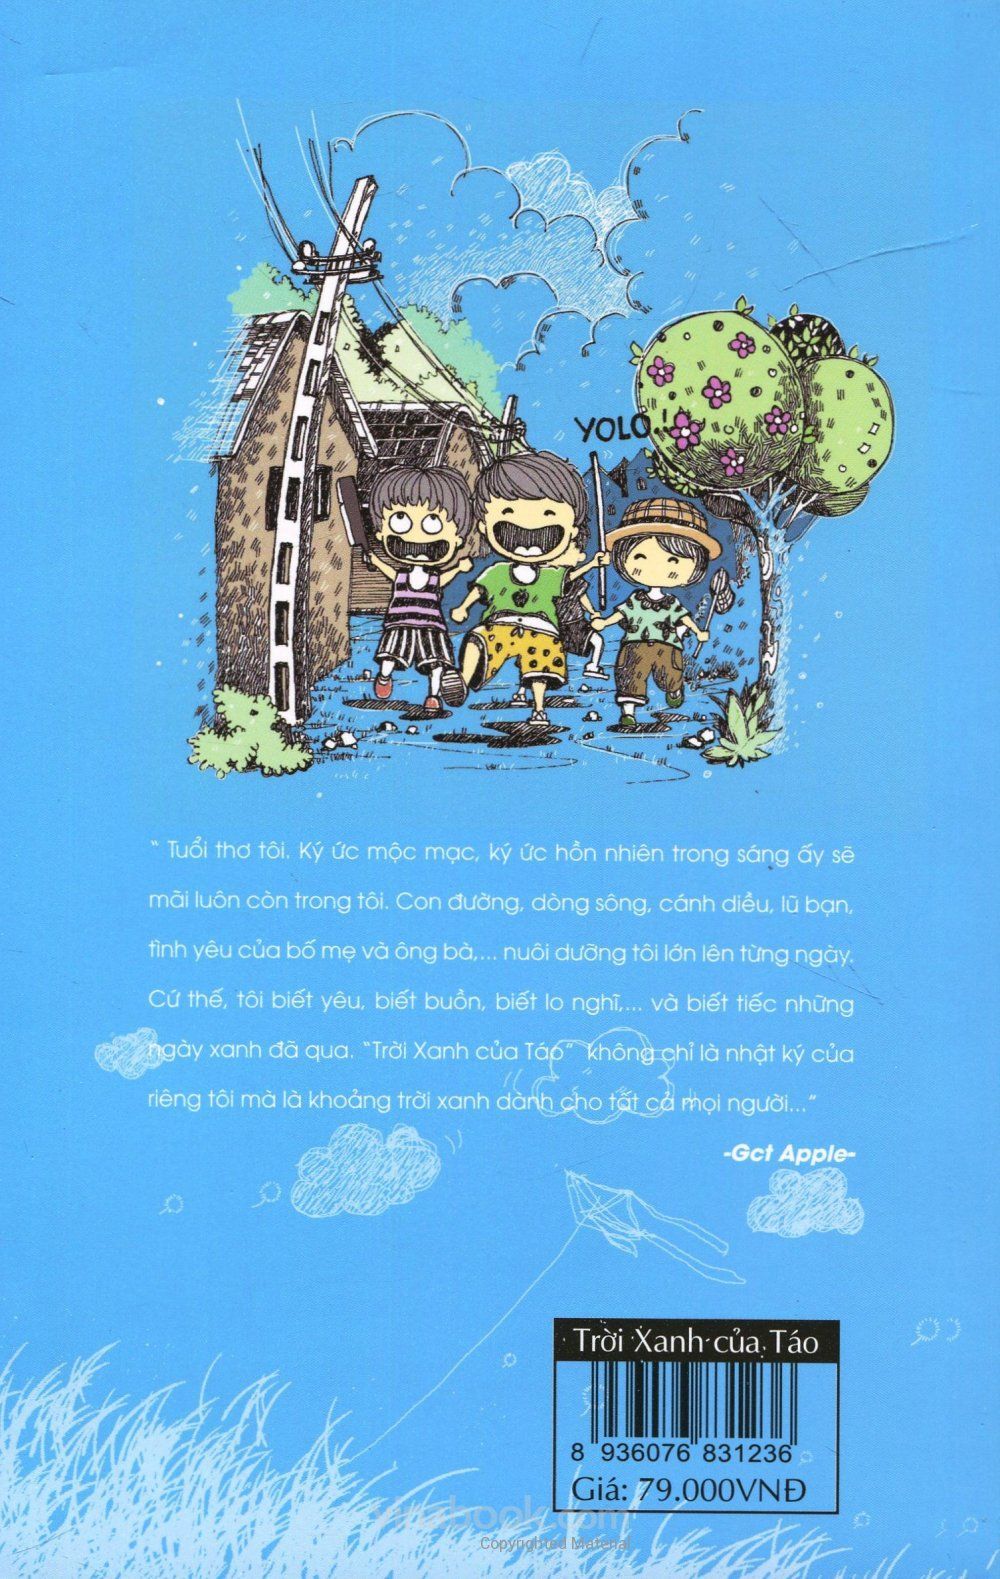 YOLO..!
“ Tuổi thơ tôi. Ký ức mộc mạc, ký ức hồn nhiên trong sáng ấy sẽ
mãi luôn còn trong tôi. Con đường, dòng sông, cánh diều, lũ bạn,
tình yêu của bố mẹ và ông bà,... nuôi dưỡng tôi lớn lên từng ngày.
Cứ thế, tôi biết yêu, biết buồn, biết lo nghĩ,... và biết tiếc những
ngày xanh đã qua. “Trời Xanh của Táo” không chỉ là nhật ký của
riêng tôi mà là khoảng trời xanh dành cho tất cả mọi người...”
-Gct Apple-
Trời Xanh của Táo
8 936076 831236
Giá: 79.000VNĐ
Copyrighted Material